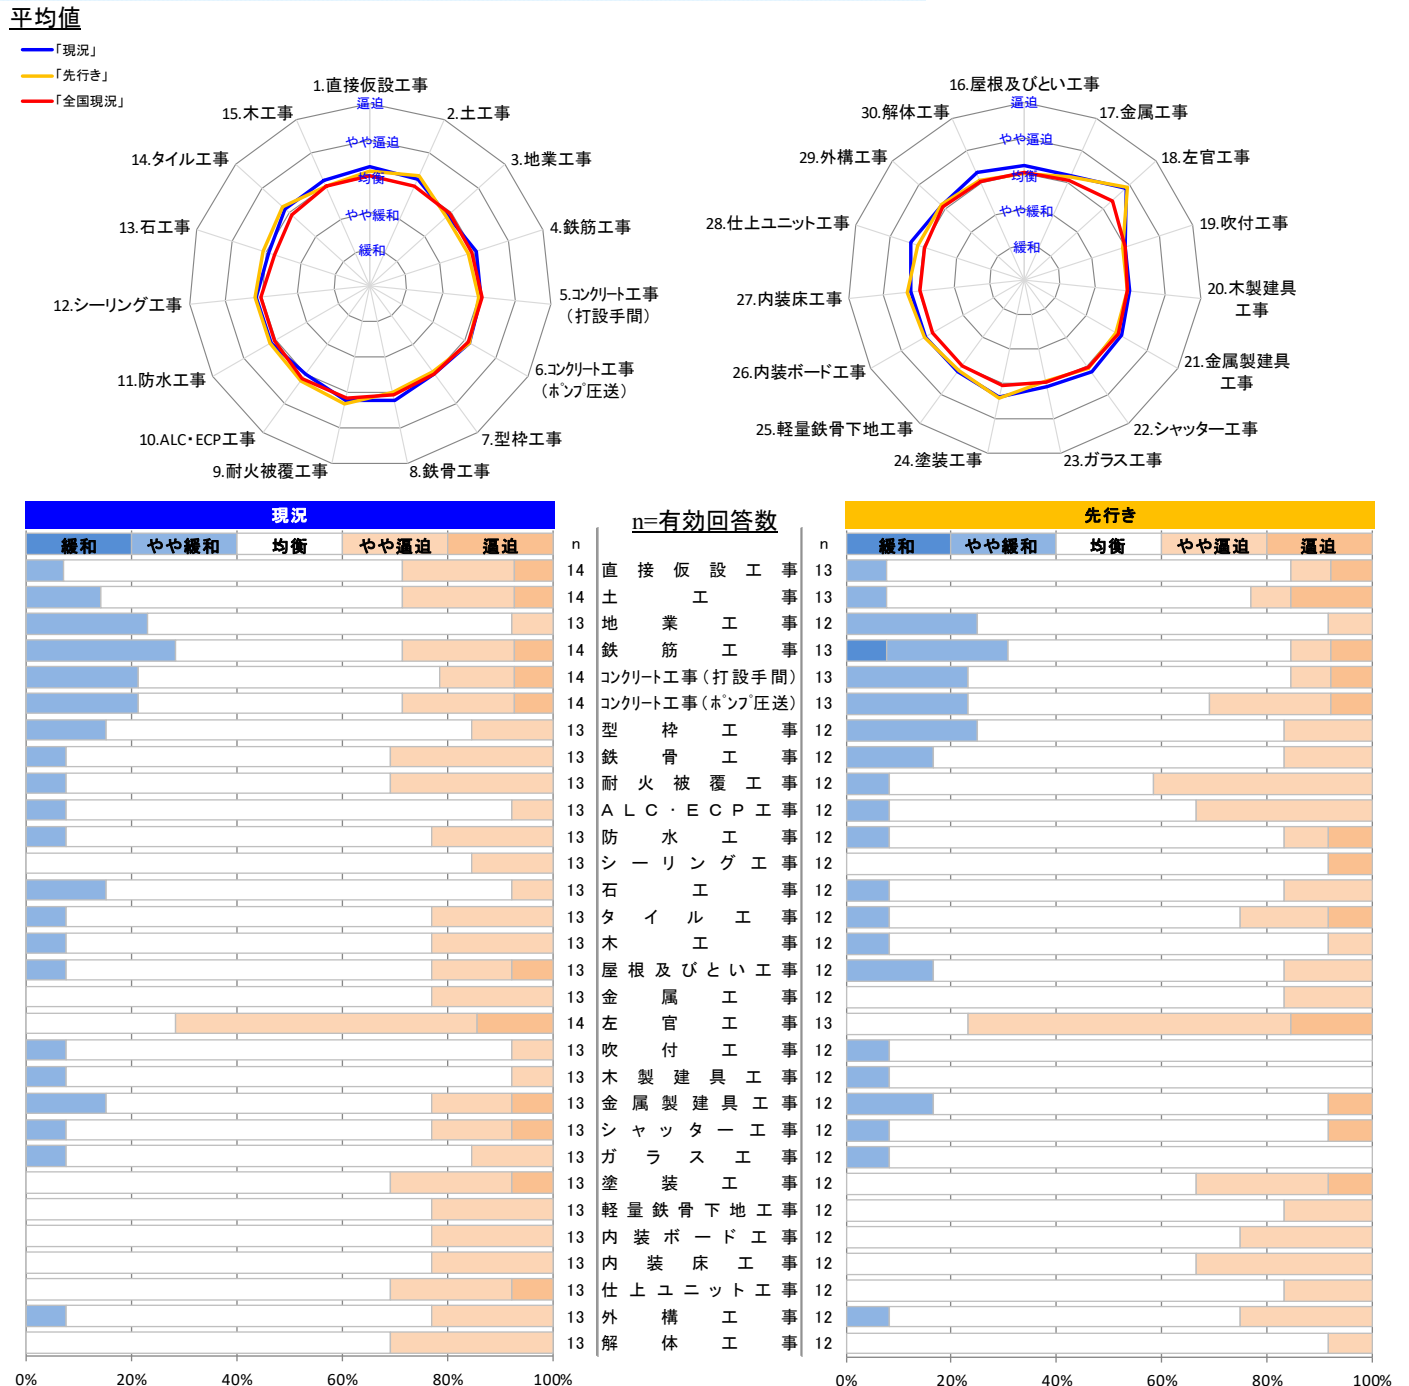 平均値
「現況」
「先行き」
「全国現況」
1.直接仮設工事
2.土工事
3.地業工事
4.鉄筋工事
5.コンクリート工事
（打設手間）
6.コンクリート工事
（ポンプ圧送）
7.型枠工事
8.鉄骨工事
9.耐火被覆工事
10.ALC・ECP工事
11.防水工事
12.シーリング工事
13.石工事
14.タイル工事
15.木工事
逼迫
やや逼迫
均衡
やや緩和
緩和
16.屋根及びとい工事
17.金属工事
18.左官工事
19.吹付工事
20.木製建具
工事
21.金属製建具
工事
22.シャッター工事
23.ガラス工事
24.塗装工事
25.軽量鉄骨下地工事
26.内装ボード工事
27.内装床工事
28.仕上ユニット工事
29.外構工事
30.解体工事
逼迫
やや逼迫
均衡
やや緩和
緩和
現況 n=有効回答数 先行き
緩和 やや緩和 均衡 やや逼迫 逼迫 n n 緩和 やや緩和 均衡 やや逼迫 逼迫
14 直接仮設工事 13
14 土工事 13
13 地業工事 12
14 鉄筋工事 13
14 コンクリート工事（打設手間） 13
14 コンクリート工事（ポンプ圧送） 13
13 型枠工事 12
13 鉄骨工事 12
13 耐火被覆工事 12
13 ＡＬＣ・ＥＣＰ工事 12
13 防水工事 12
13 シーリング工事 12
13 石工事 12
13 タイル工事 12
13 木工事 12
13 屋根及びとい工事 12
13 金属工事 12
14 左官工事 13
13 吹付工事 12
13 木製建具工事 12
13 金属製建具工事 12
13 シャッター工事 12
13 ガラス工事 12
13 塗装工事 12
13 軽量鉄骨下地工事 12
13 内装ボード工事 12
13 内装床工事 12
13 仕上ユニット工事 12
13 外構工事 12
13 解体工事 12
0% 20% 40% 60% 80% 100% 0% 20% 40% 60% 80% 100%